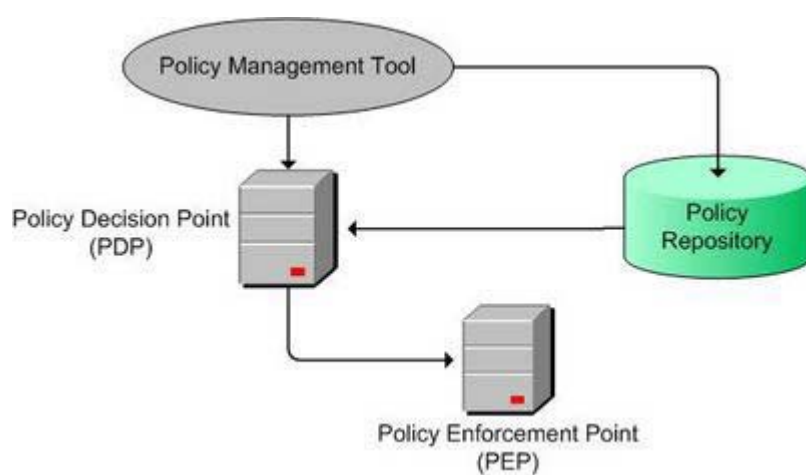 Policy Management Tool
Policy Decision Point
(PDP)
Policy
Repository
Policy Enforcement Point
(PEP)